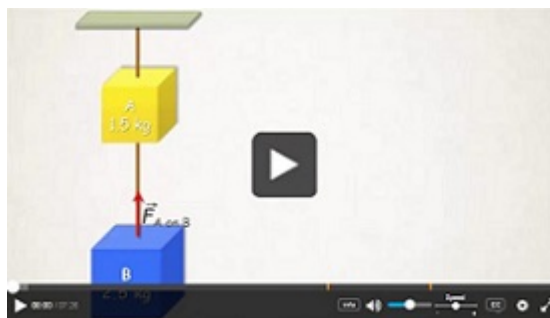 A
1.5 kg
F A on B
B
2.5 kg
00:00 / 07:26
Info
Speed
CC